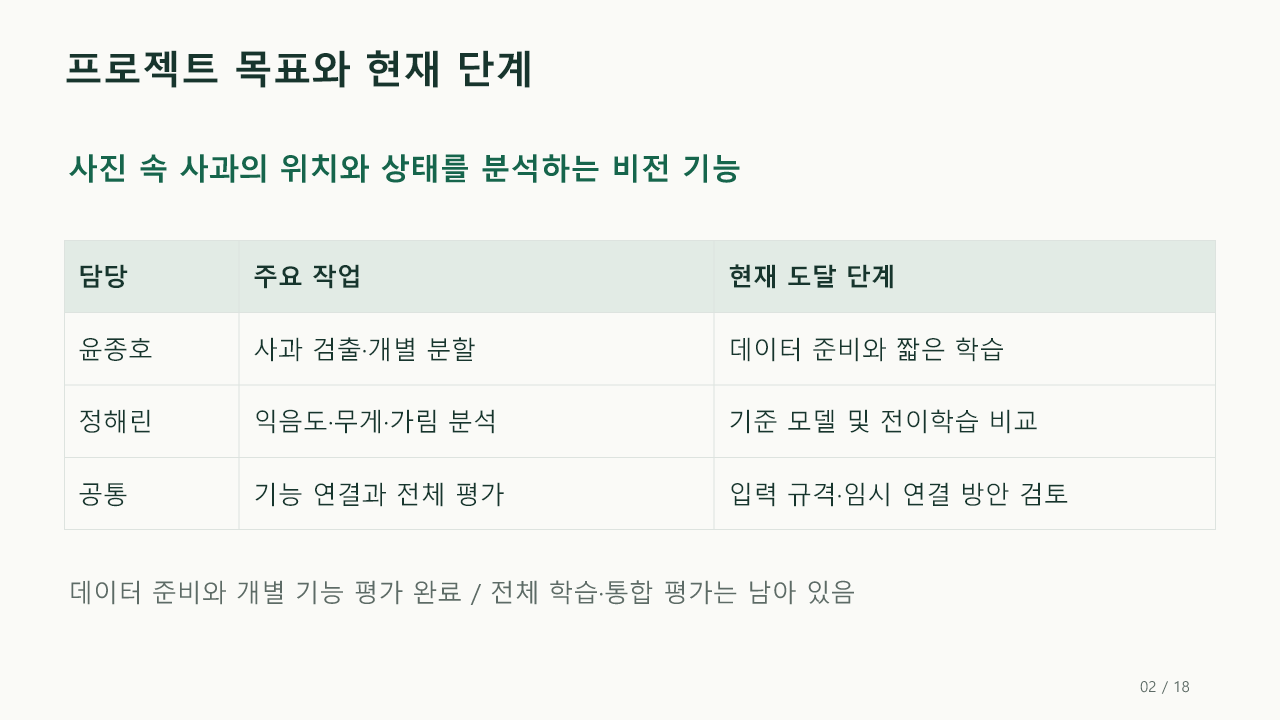 프로젝트 목표와 현재 단계
사진 속 사과의 위치와 상태를 분석하는 비전 기능
담당 주요 작업 현재 도달 단계
윤종호 사과 검출·개별 분할 데이터 준비와 짧은 학습
정해린 익음도·무게·가림 분석 기준 모델 및 전이학습 비교
공통 기능 연결과 전체 평가 입력 규격·임시 연결 방안 검토
데이터 준비와 개별 기능 평가 완료 / 전체 학습·통합 평가는 남아 있음
02 / 18